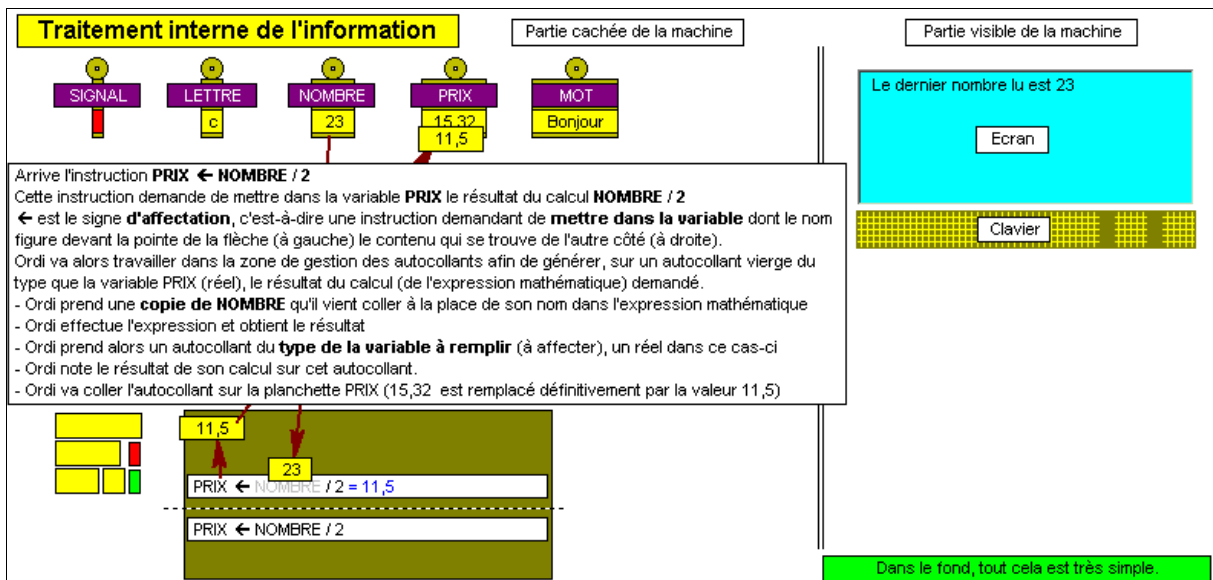 Traitement interne de l'information
Partie cachée de la machine
Partie visible de la machine
SIGNAL
LETTRE
NOMBRE
PRIX
MOT
c
23
15,32
11,5
Bonjour
Le dernier nombre lu est 23
Ecran
Clavier
Arrive l'instruction PRIX ← NOMBRE / 2
Cette instruction demande de mettre dans la variable PRIX le résultat du calcul NOMBRE / 2
← est le signe d'affectation, c'est-à-dire une instruction demandant de mettre dans la variable dont le nom
figure devant la pointe de la flèche (à gauche) le contenu qui se trouve de l'autre côté (à droite).
Ordi va alors travailler dans la zone de gestion des autocollants afin de générer, sur un autocollant vierge du
type que la variable PRIX (réel), le résultat du calcul (de l'expression mathématique) demandé.
- Ordi prend une copie de NOMBRE qu'il vient coller à la place de son nom dans l'expression mathématique
- Ordi effectue l'expression et obtient le résultat
- Ordi prend alors un autocollant du type de la variable à remplir (à affecter), un réel dans ce cas-ci
- Ordi note le résultat de son calcul sur cet autocollant.
- Ordi va coller l'autocollant sur la planchette PRIX (15,32 est remplacé définitivement par la valeur 11,5)
11,5
23
PRIX ← NOMBRE / 2 = 11,5
PRIX ← NOMBRE / 2
Dans le fond, tout cela est très simple.